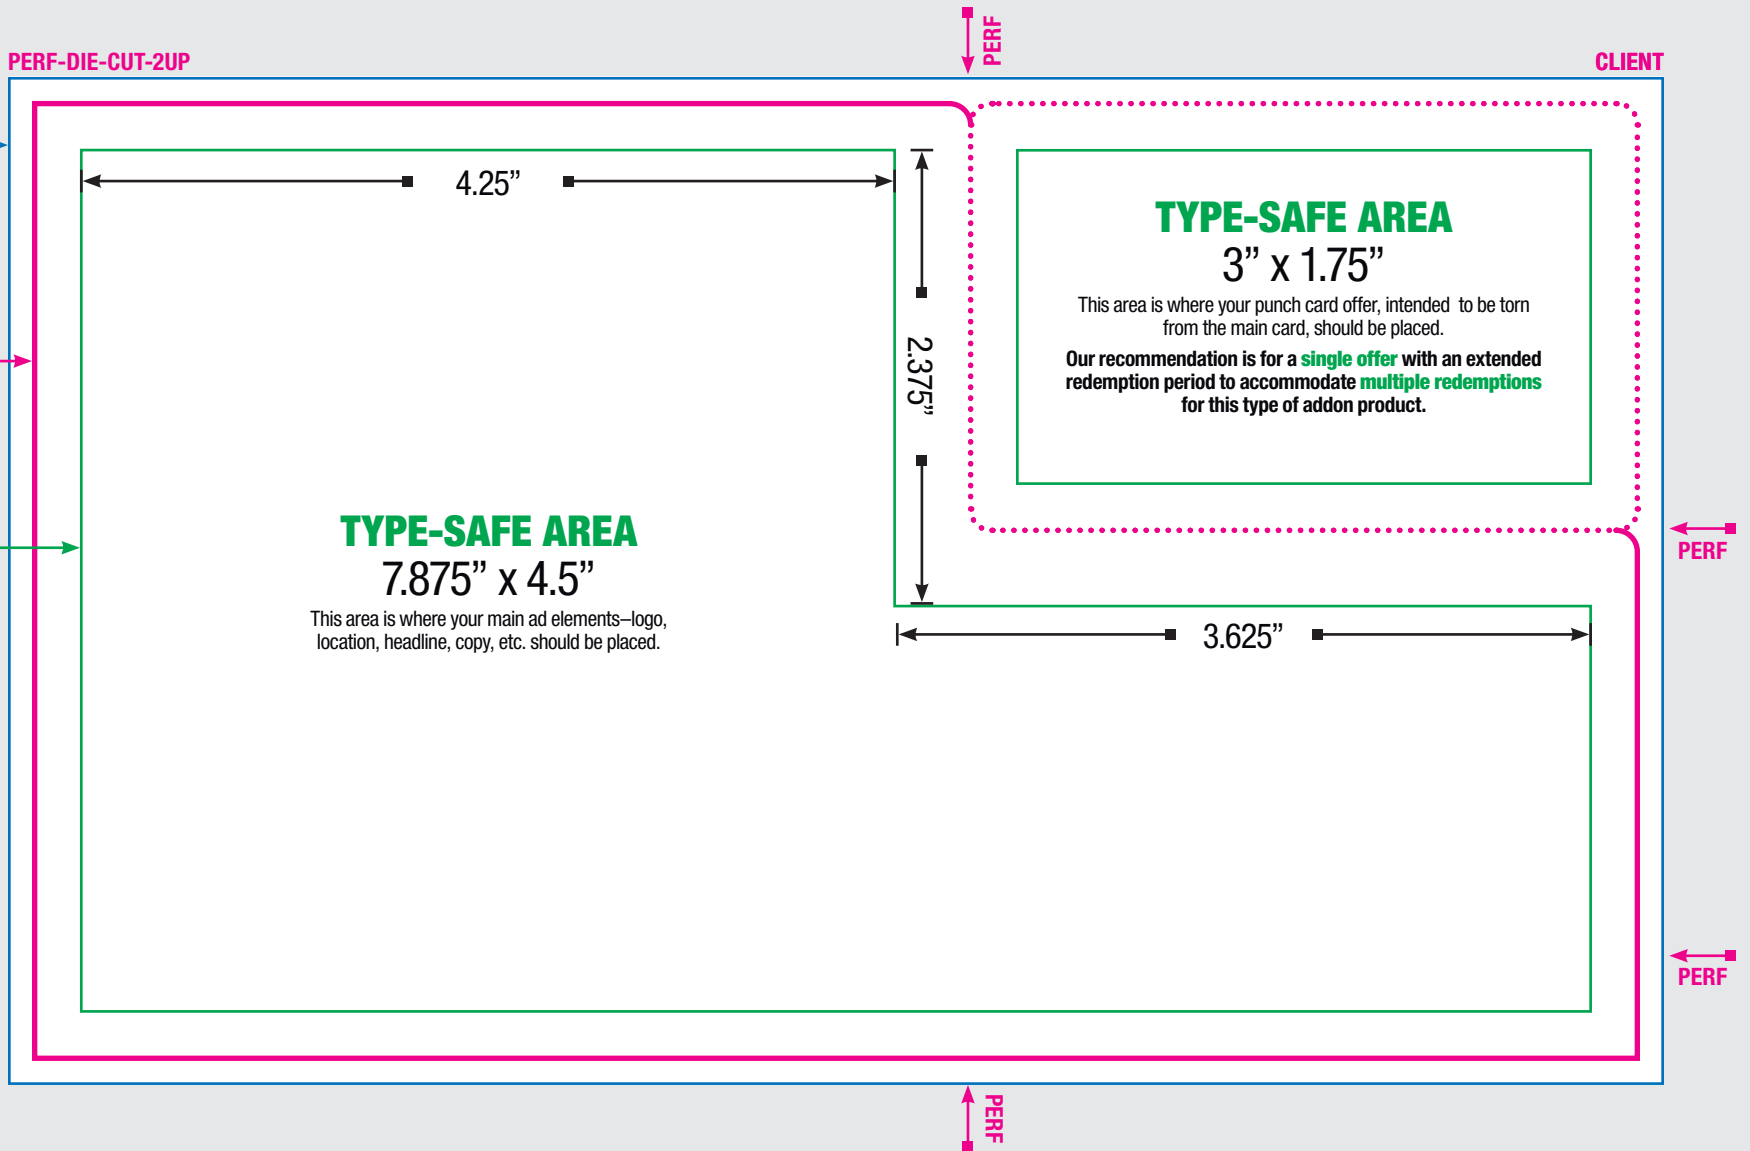 PERF
PERF-DIE-CUT-2UP
CLIENT
4.25”
2.375”
TYPE-SAFE AREA
3” x 1.75”
This area is where your punch card offer, intended  to be torn
from the main card, should be placed.
Our recommendation is for a single offer with an extended
redemption period to accommodate multiple redemptions
for this type of addon product.
TYPE-SAFE AREA
7.875” x 4.5”
This area is where your main ad elements–logo,
location, headline, copy, etc. should be placed.
PERF
3.625”
PERF
PERF